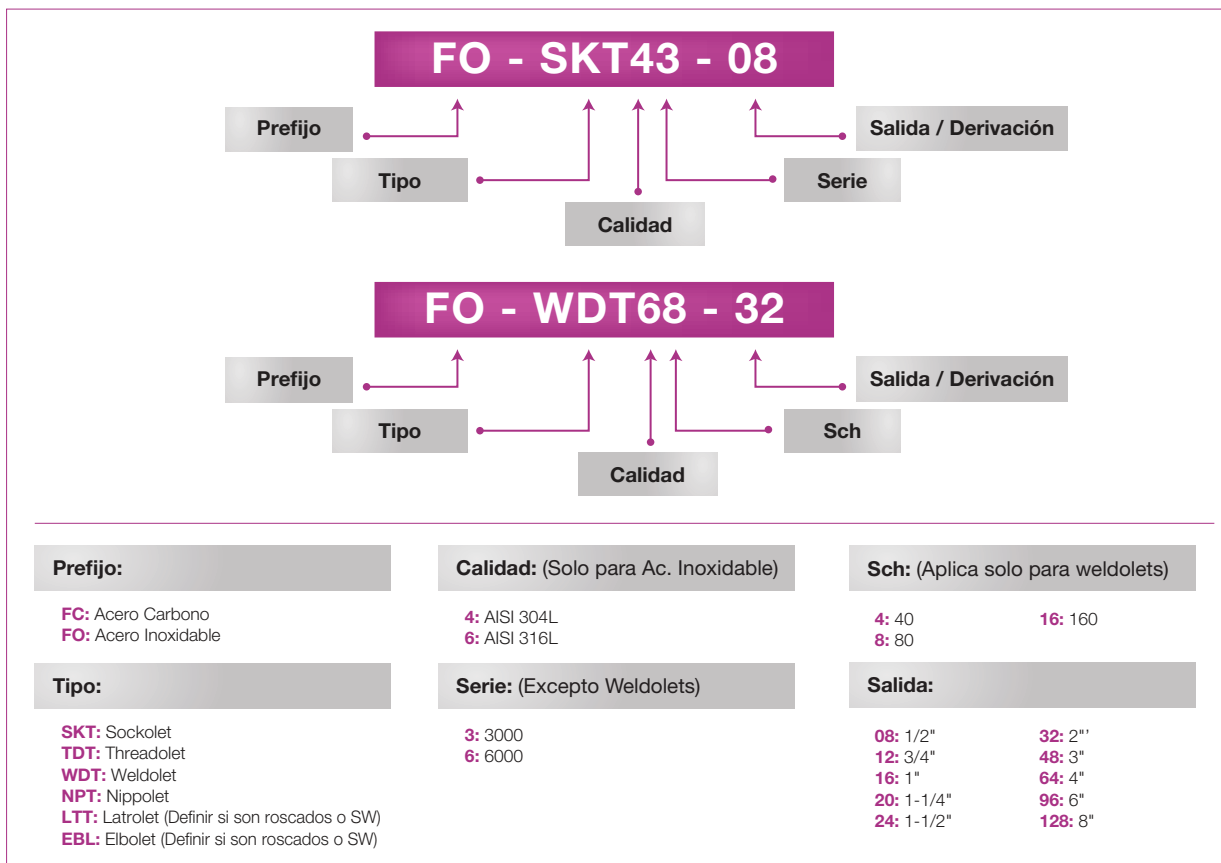 FO - SKT43 - 08
Prefijo
Salida / Derivación
Tipo
Serie
Calidad
FO - WDT68 - 32
Prefijo
Salida / Derivación
Tipo
Sch
Calidad
Prefijo:
FC: Acero Carbono
FO: Acero Inoxidable
Tipo:
SKT: Sockolet
TDT: Threadolet
WDT: Weldolet
NPT: Nippolet
LTT: Latrolet (Definir si son roscados o SW)
EBL: Elbolet (Definir si son roscados o SW)
Calidad: (Solo para Ac. Inoxidable)
4: AISI 304L
6: AISI 316L
Serie: (Excepto Weldolets)
3: 3000
6: 6000
Sch: (Aplica solo para weldolets)
4: 40
8: 80
16: 160
Salida:
08: 1/2"
12: 3/4"
16: 1"
20: 1-1/4"
24: 1-1/2"
32: 2"'
48: 3"
64: 4"
96: 6"
128: 8"